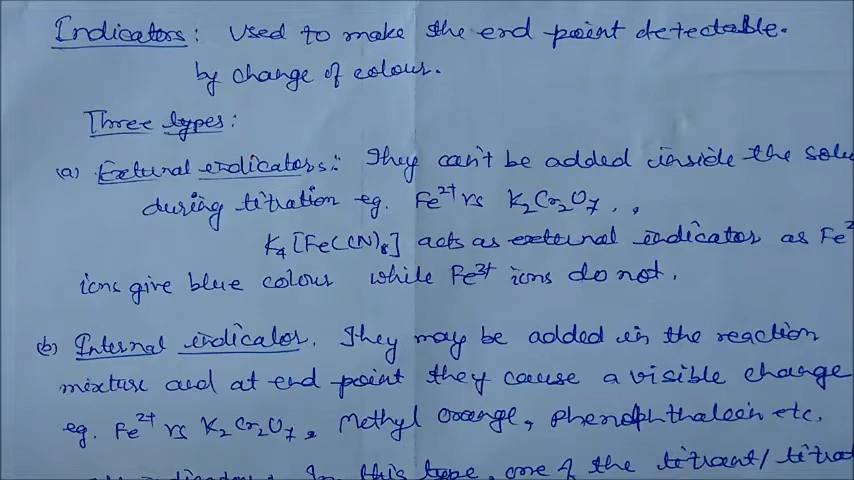 Indicators: Used to make the end point detectable.
by change of colour.
Three types:
(a) External indicators:- They can't be added inside the solu
during titration eg. Fe²⁺ vs K₂Cr₂O₇ . ,
K₄[Fe(CN)₆] acts as external indicator as Fe²
ions give blue colour while Fe³⁺ ions do not.
(b) Internal indicator. They may be added in the reaction
mixture and at end point they cause a visible change
eg. Fe²⁺ vs K₂Cr₂O₇, Methyl orange, phenolphthalein etc.
indicator: In this type, one of the titrant/titra